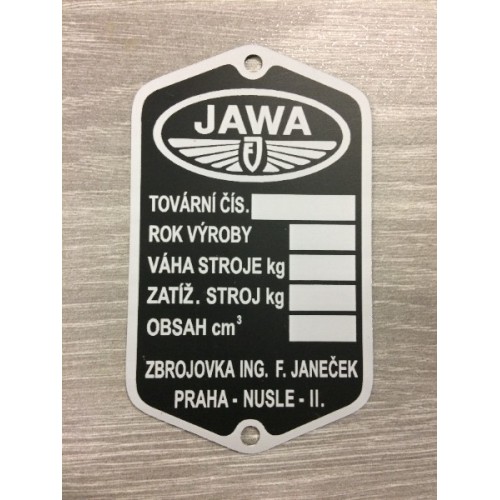 JAWA
FJ
TOVÁRNÍ ČÍS.
ROK VÝROBY
VÁHA STROJE kg
ZATÍŽ. STROJ kg
OBSAH cm³
ZBROJOVKA ING. F. JANEČEK
PRAHA - NUSLE - II.